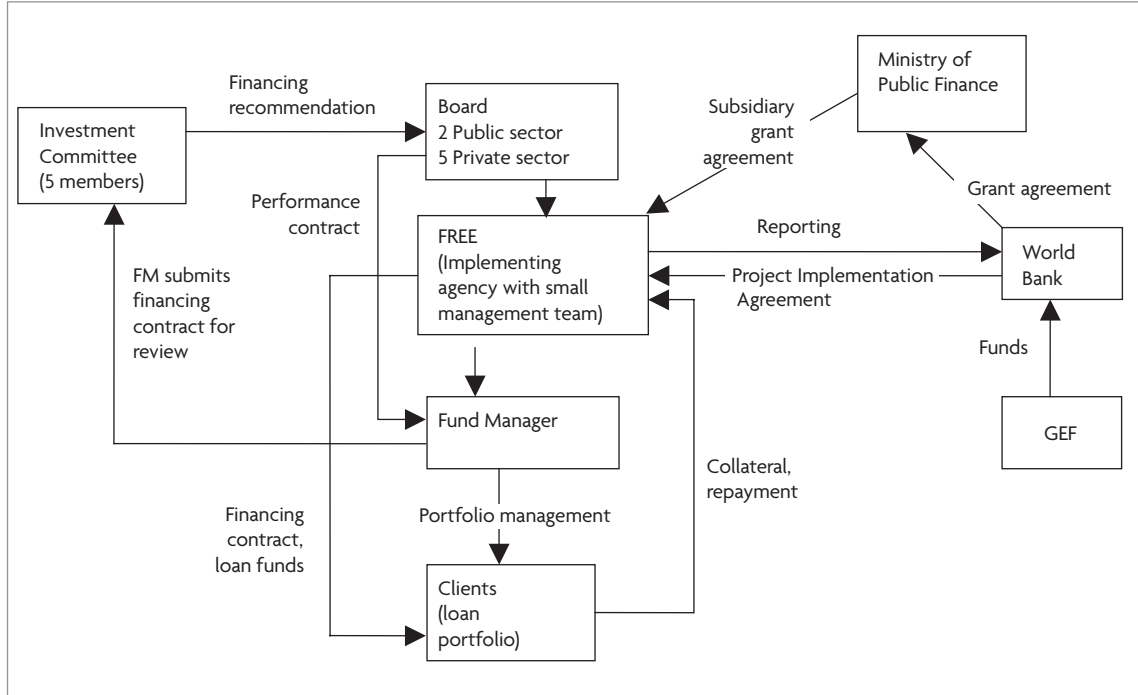 Ministry of
Public Finance
Financing
recommendation
Board
2 Public sector
5 Private sector
Subsidiary
grant
agreement
Investment
Committee
(5 members)
Grant agreement
Performance
contract
FREE
(Implementing
agency with small
management team)
Reporting
World
Bank
Project Implementation
Agreement
FM submits
financing
contract for
review
Funds
Fund Manager
GEF
Collateral,
repayment
Financing
contract,
loan funds
Portfolio management
Clients
(loan
portfolio)